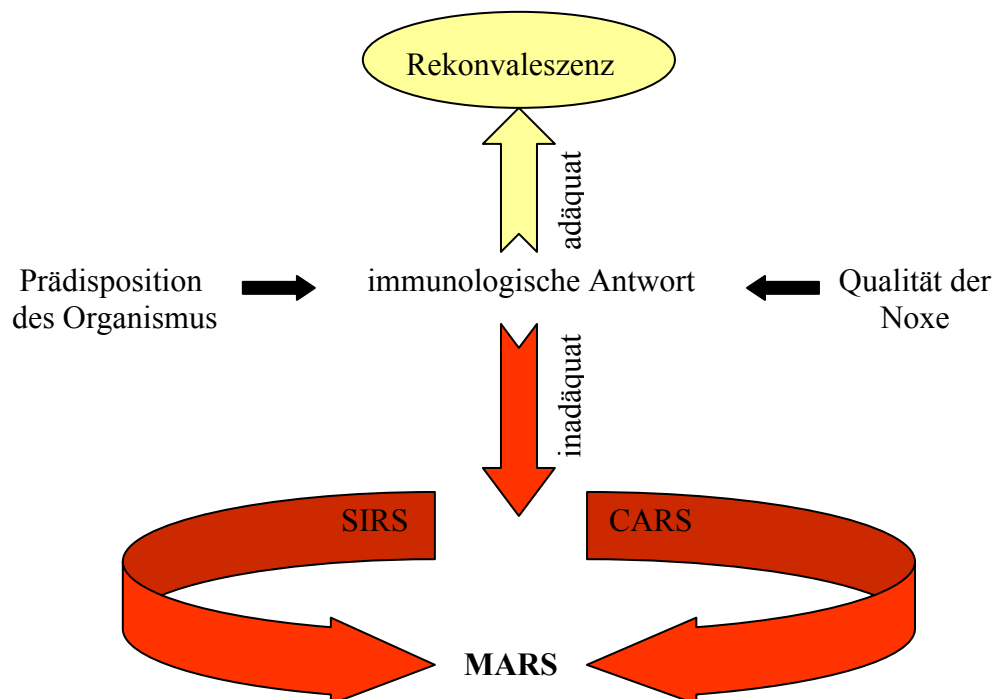 Rekonvaleszenz
adäquat
Prädisposition
des Organismus
immunologische Antwort
Qualität der
Noxe
inadäquat
SIRS
CARS
MARS